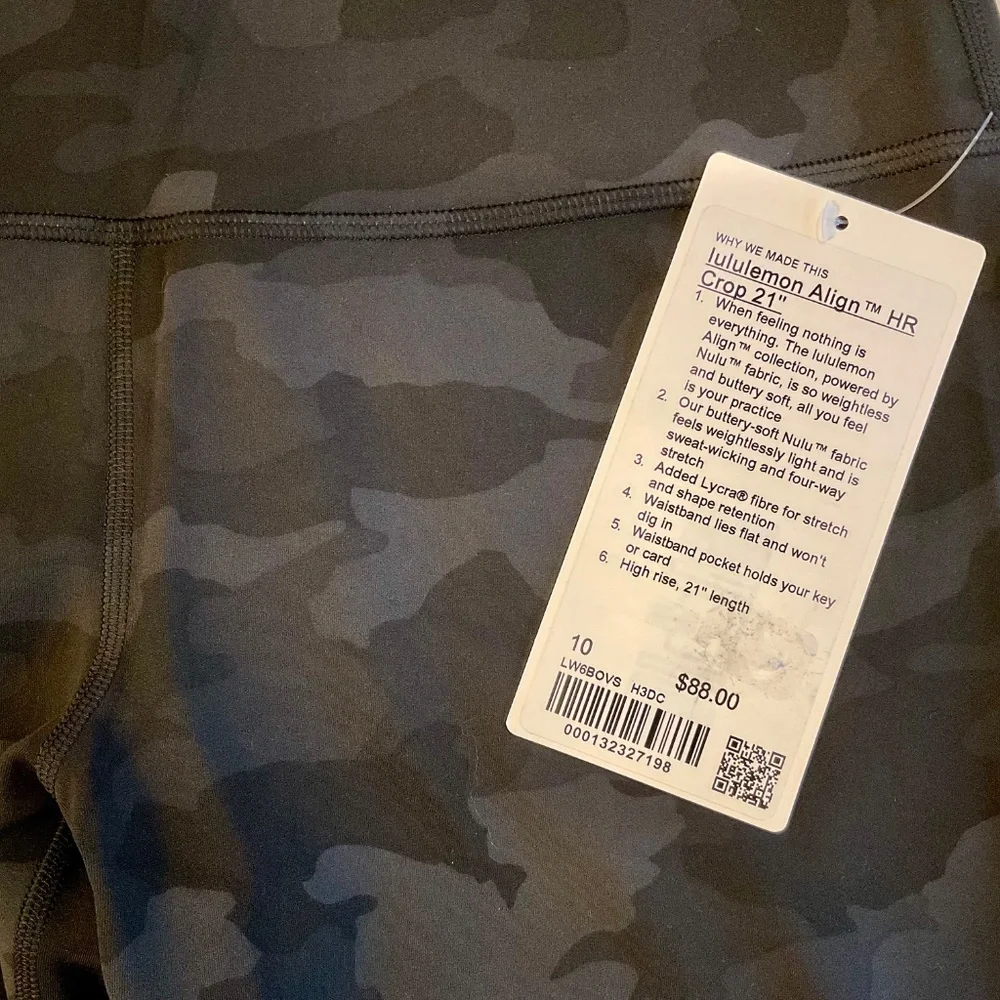 WHY WE MADE THIS
lululemon Align™ HR
Crop 21"
1. When feeling nothing is
everything. The lululemon
Align™ collection, powered by
Nulu™ fabric, is so weightless
and buttery soft, all you feel
is your practice
2. Our buttery-soft Nulu™ fabric
feels weightlessly light and is
sweat-wicking and four-way
stretch
3. Added Lycra® fibre for stretch
and shape retention
4. Waistband lies flat and won't
dig in
5. Waistband pocket holds your key
or card
6. High rise, 21" length
10
LW6BOVS H3DC $88.00
000132327198